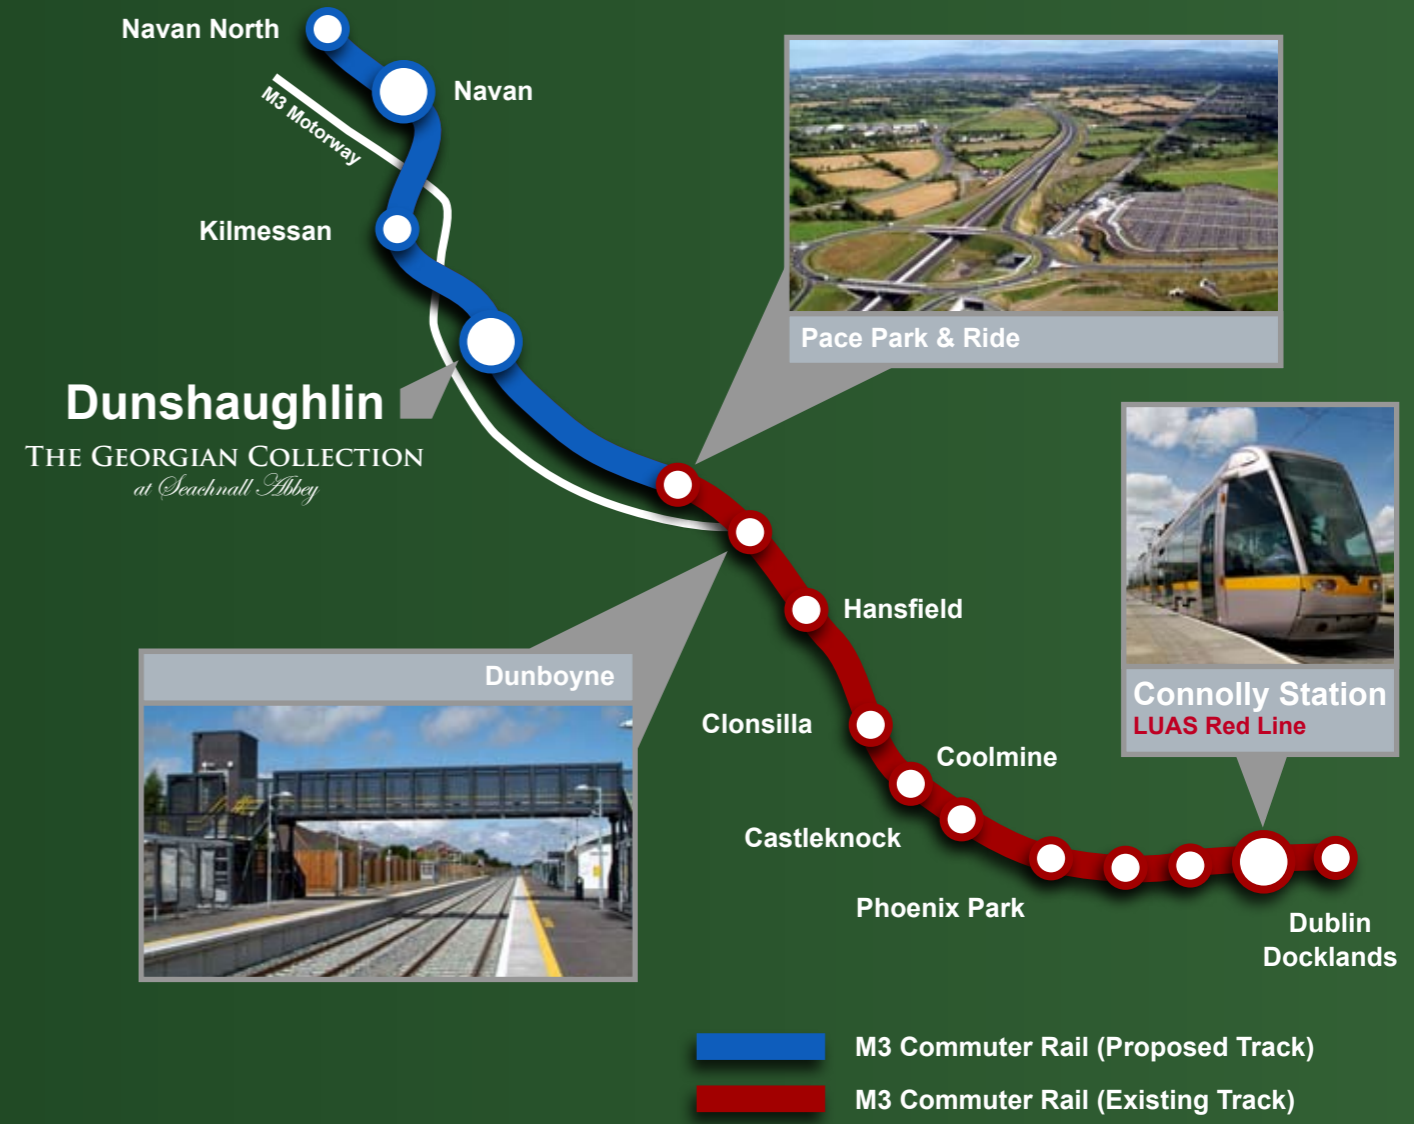 Navan North
Navan
M3 Motorway
Kilmessan
Pace Park & Ride
Dunshaughlin
THE GEORGIAN COLLECTION
at Seachnall Abbey
Hansfield
Dunboyne
Connolly Station
LUAS Red Line
Clonsilla
Coolmine
Castleknock
Phoenix Park
Dublin
Docklands
M3 Commuter Rail (Proposed Track)
M3 Commuter Rail (Existing Track)